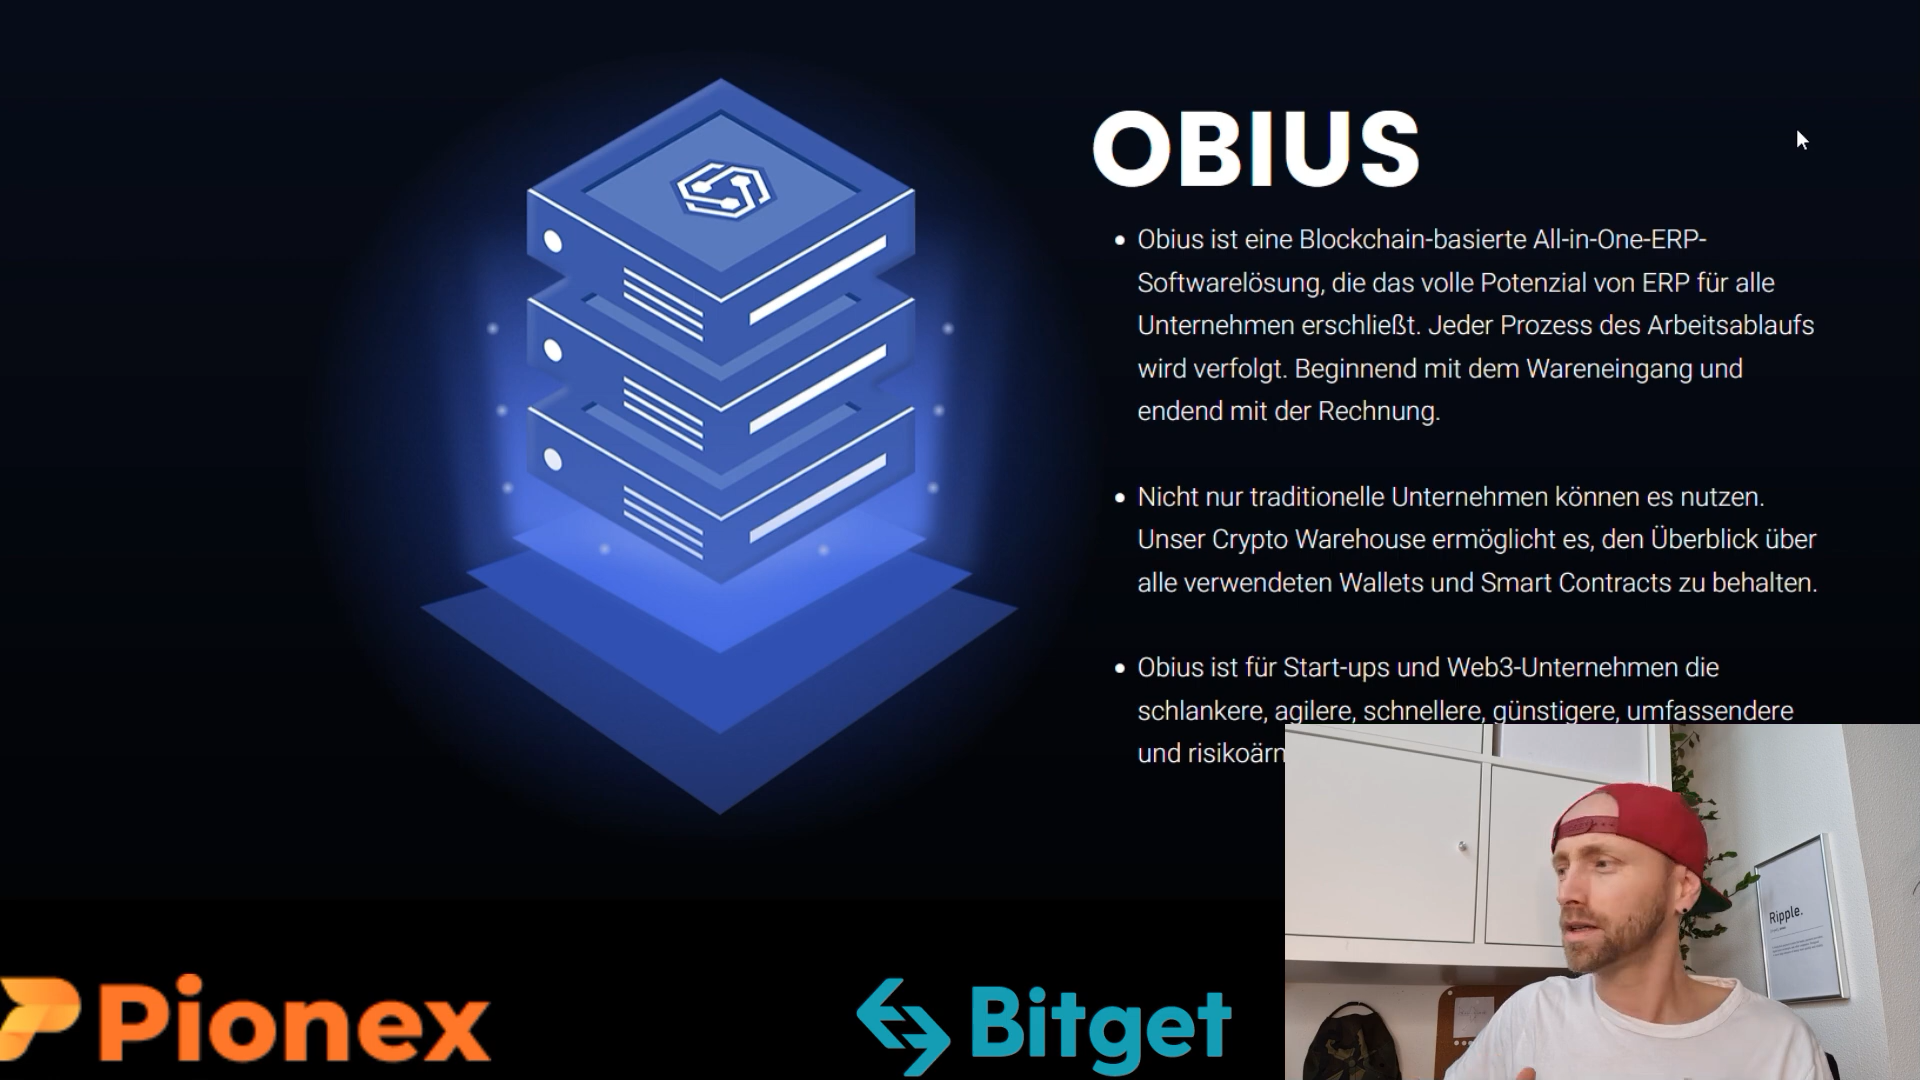 OBIUS
• Obius ist eine Blockchain-basierte All-in-One-ERP-
Softwarelösung, die das volle Potenzial von ERP für alle
Unternehmen erschließt. Jeder Prozess des Arbeitsablaufs
wird verfolgt. Beginnend mit dem Wareneingang und
endend mit der Rechnung.
• Nicht nur traditionelle Unternehmen können es nutzen.
Unser Crypto Warehouse ermöglicht es, den Überblick über
alle verwendeten Wallets und Smart Contracts zu behalten.
• Obius ist für Start-ups und Web3-Unternehmen die
schlankere, agilere, schnellere, günstigere, umfassendere
und
Ripple.
Pionex
Bitget